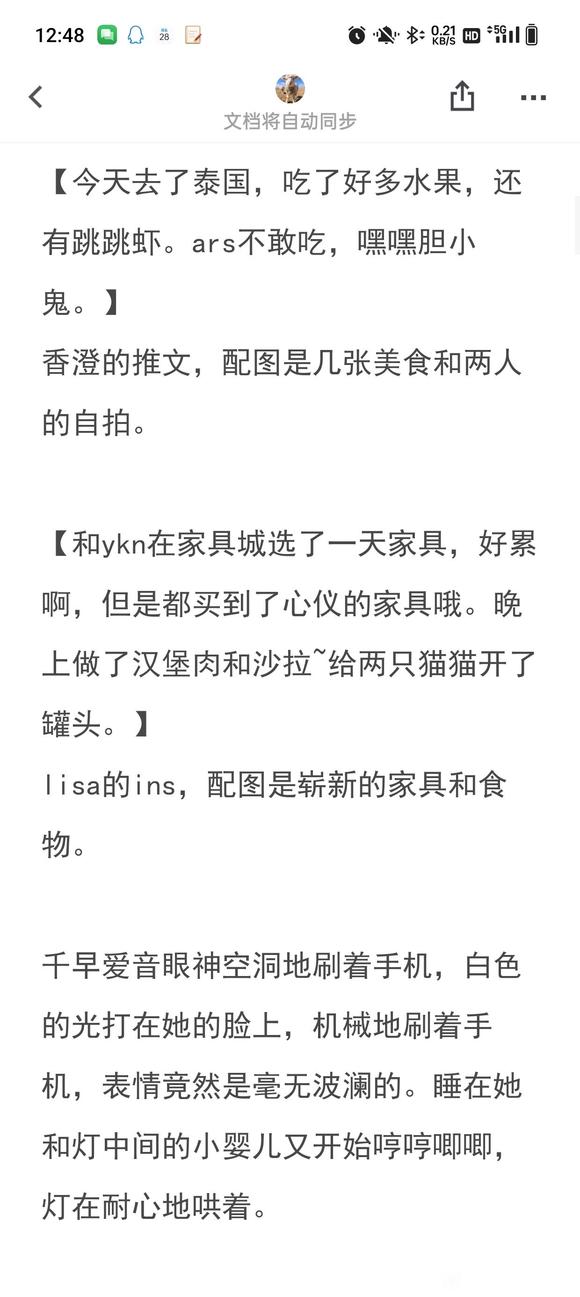 12:48
28
0.21
KB/S
HD
5G
文档将自动同步
【今天去了泰国，吃了好多水果，还
有跳跳虾。ars不敢吃，嘿嘿胆小
鬼。】
香澄的推文，配图是几张美食和两人
的自拍。
【和ykn在家具城选了一天家具，好累
啊，但是都买到了心仪的家具哦。晚
上做了汉堡肉和沙拉~给两只猫猫开了
罐头。】
lisa的ins，配图是崭新的家具和食
物。
千早爱音眼神空洞地刷着手机，白色
的光打在她的脸上，机械地刷着手
机，表情竟然是毫无波澜的。睡在她
和灯中间的小婴儿又开始哼哼唧唧，
灯在耐心地哄着。